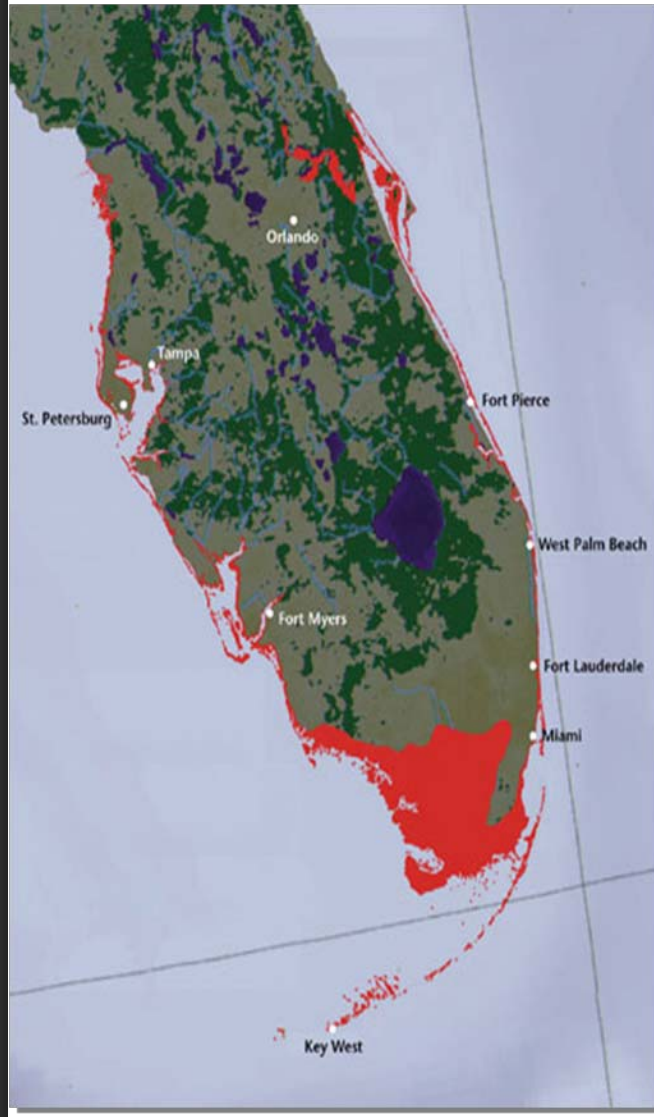 Orlando
Tampa
St. Petersburg
Fort Pierce
West Palm Beach
Fort Myers
Fort Lauderdale
Miami
Key West